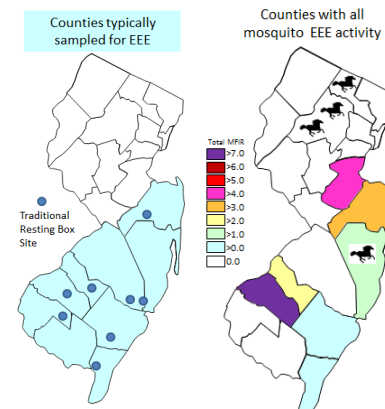 Counties typically
sampled for EEE
Counties with all
mosquito EEE activity
Traditional
Resting Box
Site
Total MFIR
>7.0
>6.0
>5.0
>4.0
>3.0
>2.0
>1.0
>0.0
0.0